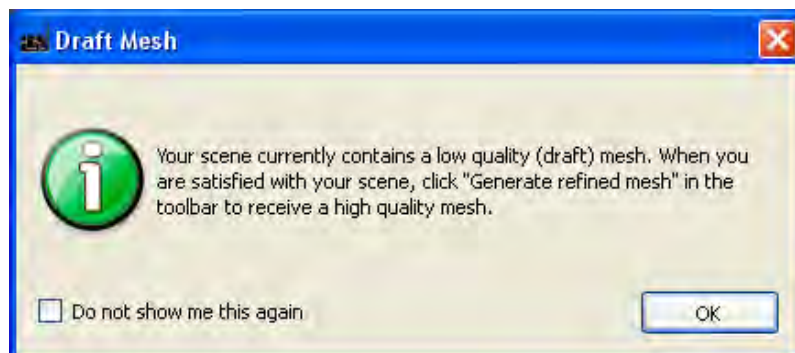 Draft Mesh
Your scene currently contains a low quality (draft) mesh. When you
are satisfied with your scene, click "Generate refined mesh" in the
toolbar to receive a high quality mesh.
Do not show me this again
OK